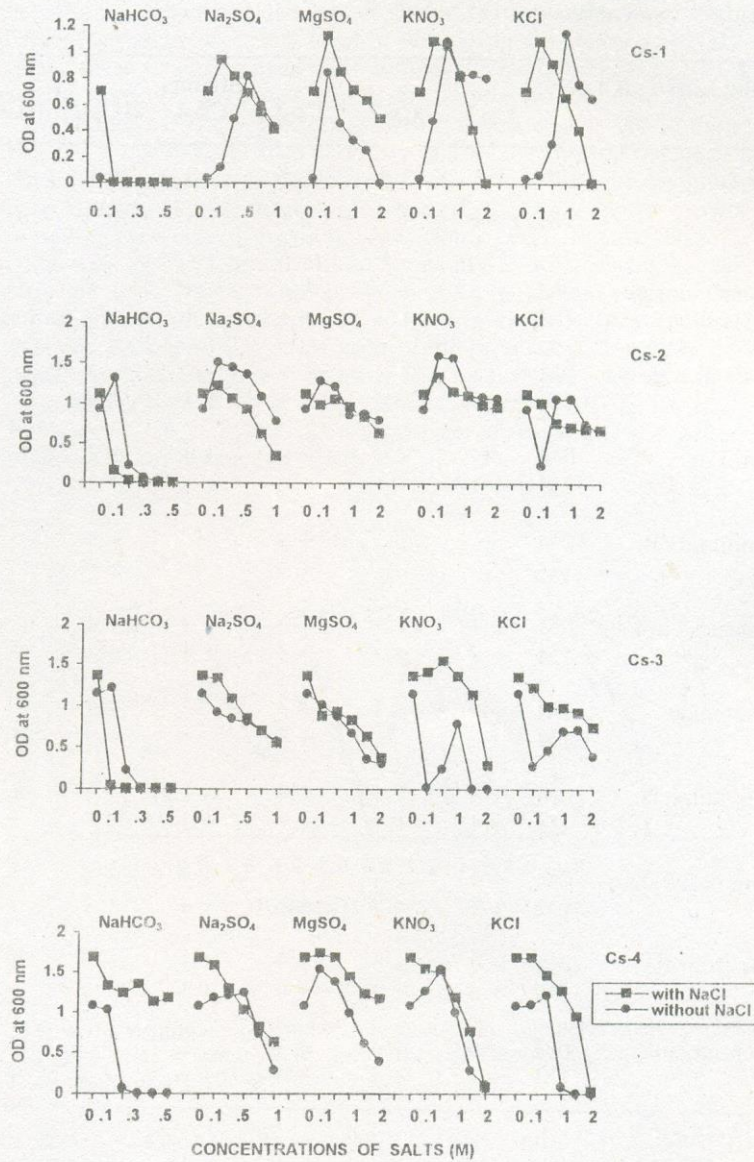 NaHCO₃ Na₂SO₄ MgSO₄ KNO₃ KCl
Cs-1
OD at 600 nm
1.2
1
0.8
0.6
0.4
0.2
0
0 .1 .3 .5 0 .1 .5 1 0 .1 1 2 0 .1 1 2 0 .1 1 2
NaHCO₃ Na₂SO₄ MgSO₄ KNO₃ KCl
Cs-2
OD at 600 nm
2
1.5
1
0.5
0
0 .1 .3 .5 0 .1 .5 1 0 .1 1 2 0 .1 1 2 0 .1 1 2
NaHCO₃ Na₂SO₄ MgSO₄ KNO₃ KCl
Cs-3
OD at 600 nm
2
1.5
1
0.5
0
0 .1 .3 .5 0 .1 .5 1 0 .1 1 2 0 .1 1 2 0 .1 1 2
NaHCO₃ Na₂SO₄ MgSO₄ KNO₃ KCl
Cs-4
OD at 600 nm
2
1.5
1
0.5
0
with NaCl
without NaCl
0 .1 .3 .5 0 .1 .5 1 0 .1 1 2 0 .1 1 2 0 .1 1 2
CONCENTRATIONS OF SALTS (M)